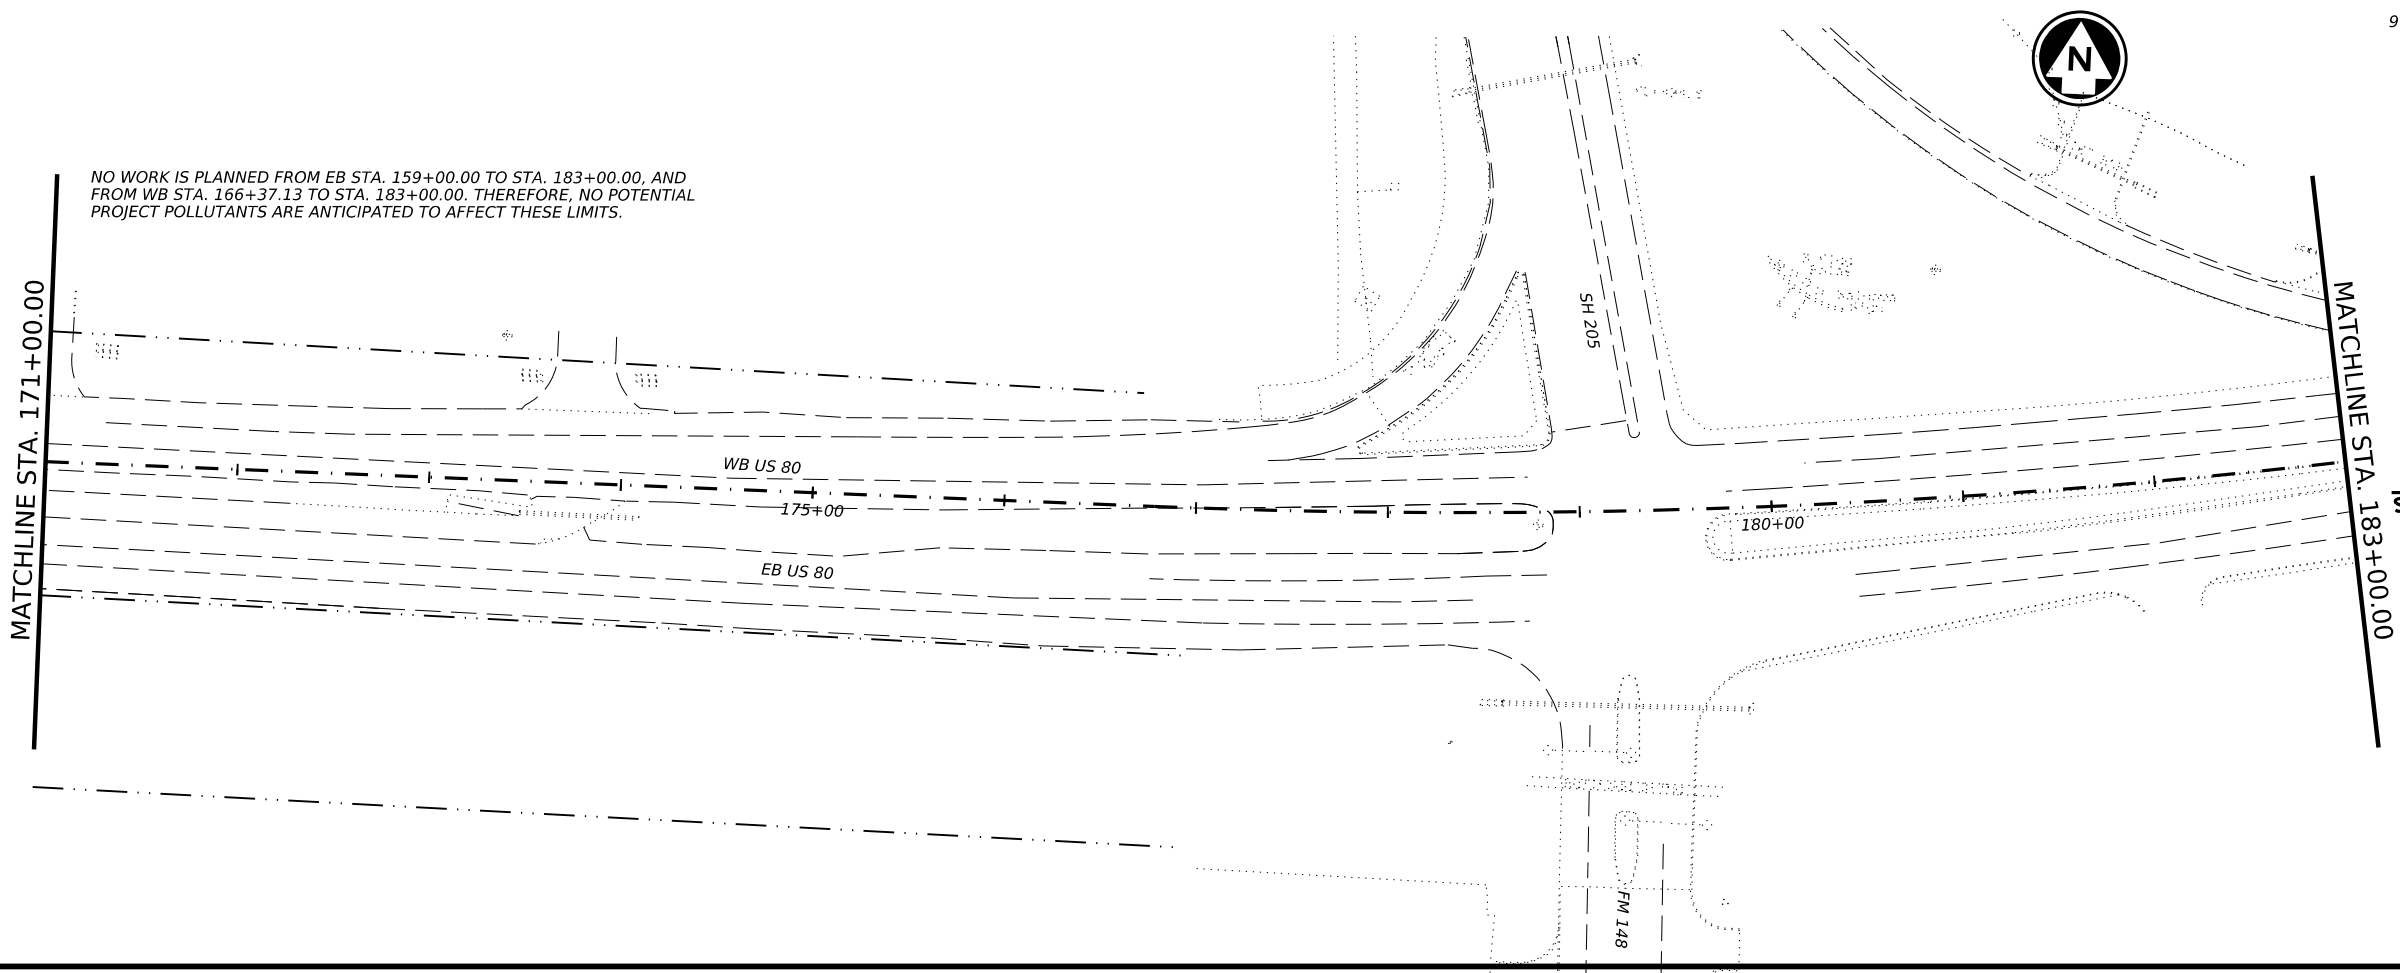 9
N
NO WORK IS PLANNED FROM EB STA. 159+00.00 TO STA. 183+00.00, AND
FROM WB STA. 166+37.13 TO STA. 183+00.00. THEREFORE, NO POTENTIAL
PROJECT POLLUTANTS ARE ANTICIPATED TO AFFECT THESE LIMITS.
MATCHLINE STA. 171+00.00
SH 205
MATCHLINE STA. 183+00.00
WB US 80
175+00
180+00
EB US 80
FM 148